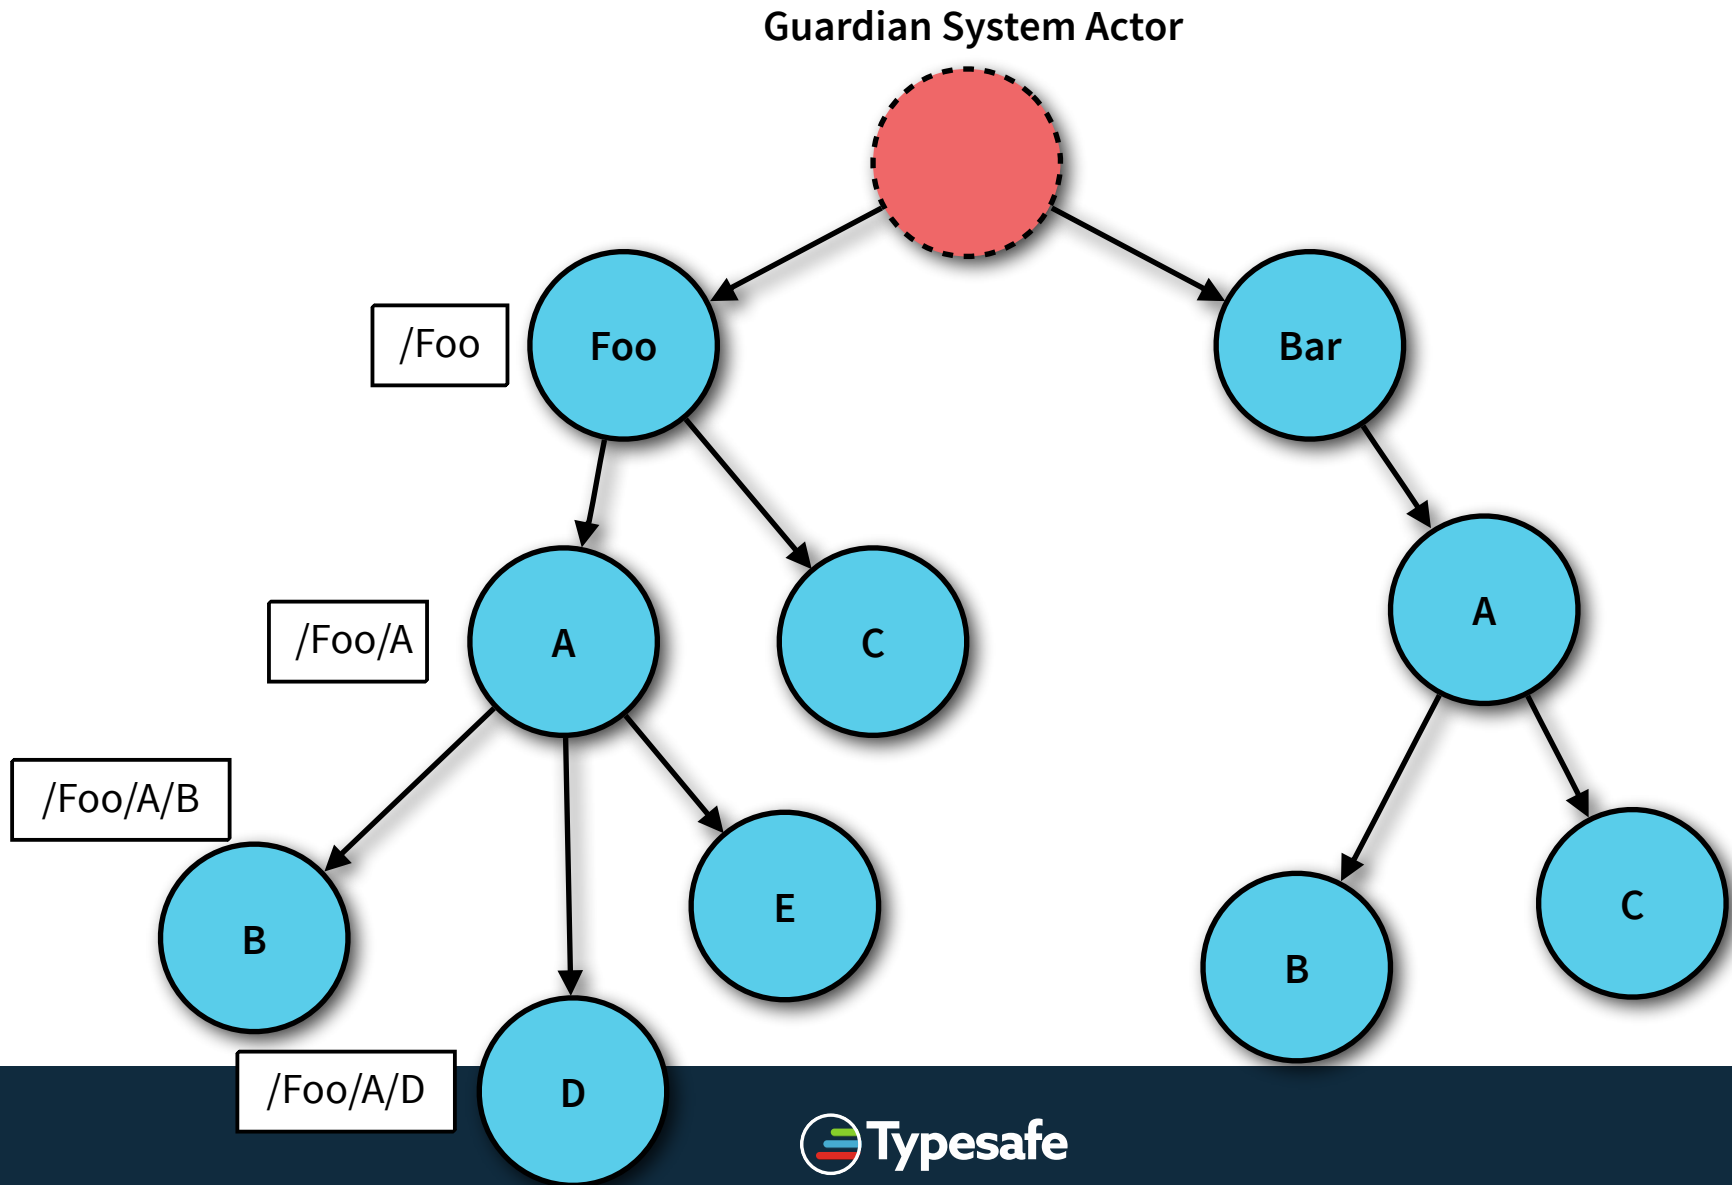 Guardian System Actor
/Foo
Foo
Bar
/Foo/A
A
C
A
/Foo/A/B
B
E
B
C
/Foo/A/D
D
Typesafe